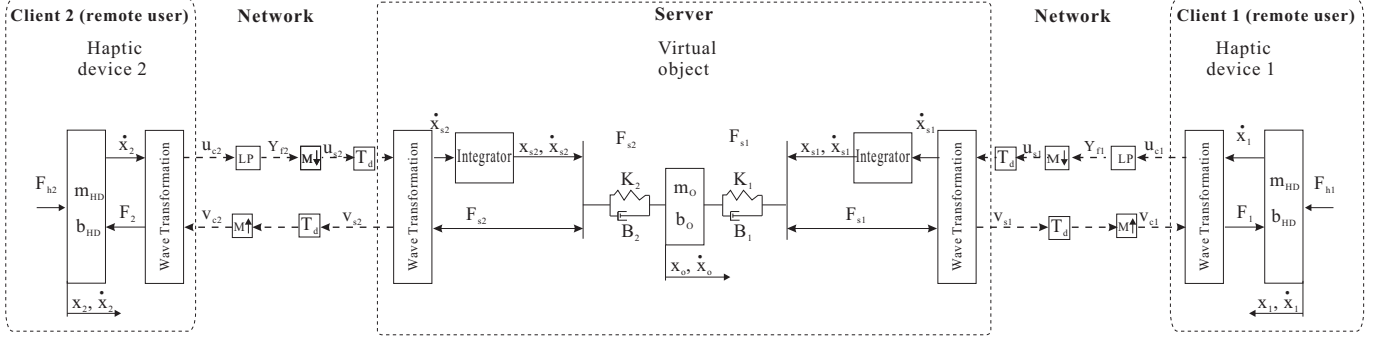 Client 2 (remote user)
Network
Server
Network
Client 1 (remote user)
Haptic
device 2
Virtual
object
Haptic
device 1
F_h2
m_HD
b_HD
ẋ_2
F_2
x_2, ẋ_2
Wave Transformation
u_c2
LP
Y_f2
M↓
u_s2
T_d
v_c2
M↑
T_d
v_s2
Wave Transformation
ẋ_s2
Integrator
x_s2, ẋ_s2
F_s2
F_s2
K_2
B_2
m_O
b_O
x_o, ẋ_o
F_s1
K_1
B_1
x_s1, ẋ_s1
Integrator
ẋ_s1
F_s1
Wave Transformation
T_d
u_s1
M↓
Y_f1
LP
u_c1
v_s1
T_d
M↑
v_c1
Wave Transformation
ẋ_1
F_1
m_HD
b_HD
F_h1
x_1, ẋ_1